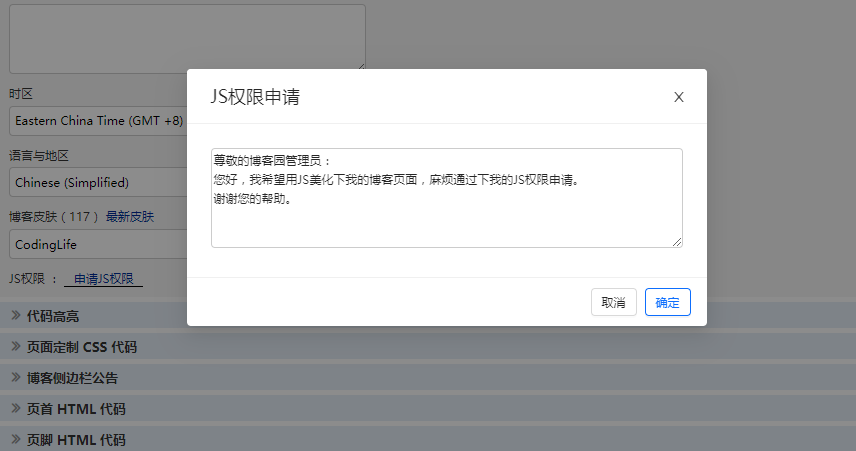 时区
Eastern China Time (GMT +8)
语言与地区
Chinese (Simplified)
博客皮肤（117） 最新皮肤
CodingLife
JS权限 ： 申请JS权限
JS权限申请
尊敬的博客园管理员：
您好，我希望用JS美化下我的博客页面，麻烦通过下我的JS权限申请。
谢谢您的帮助。
取消
确定
代码高亮
页面定制 CSS 代码
博客侧边栏公告
页首 HTML 代码
页脚 HTML 代码